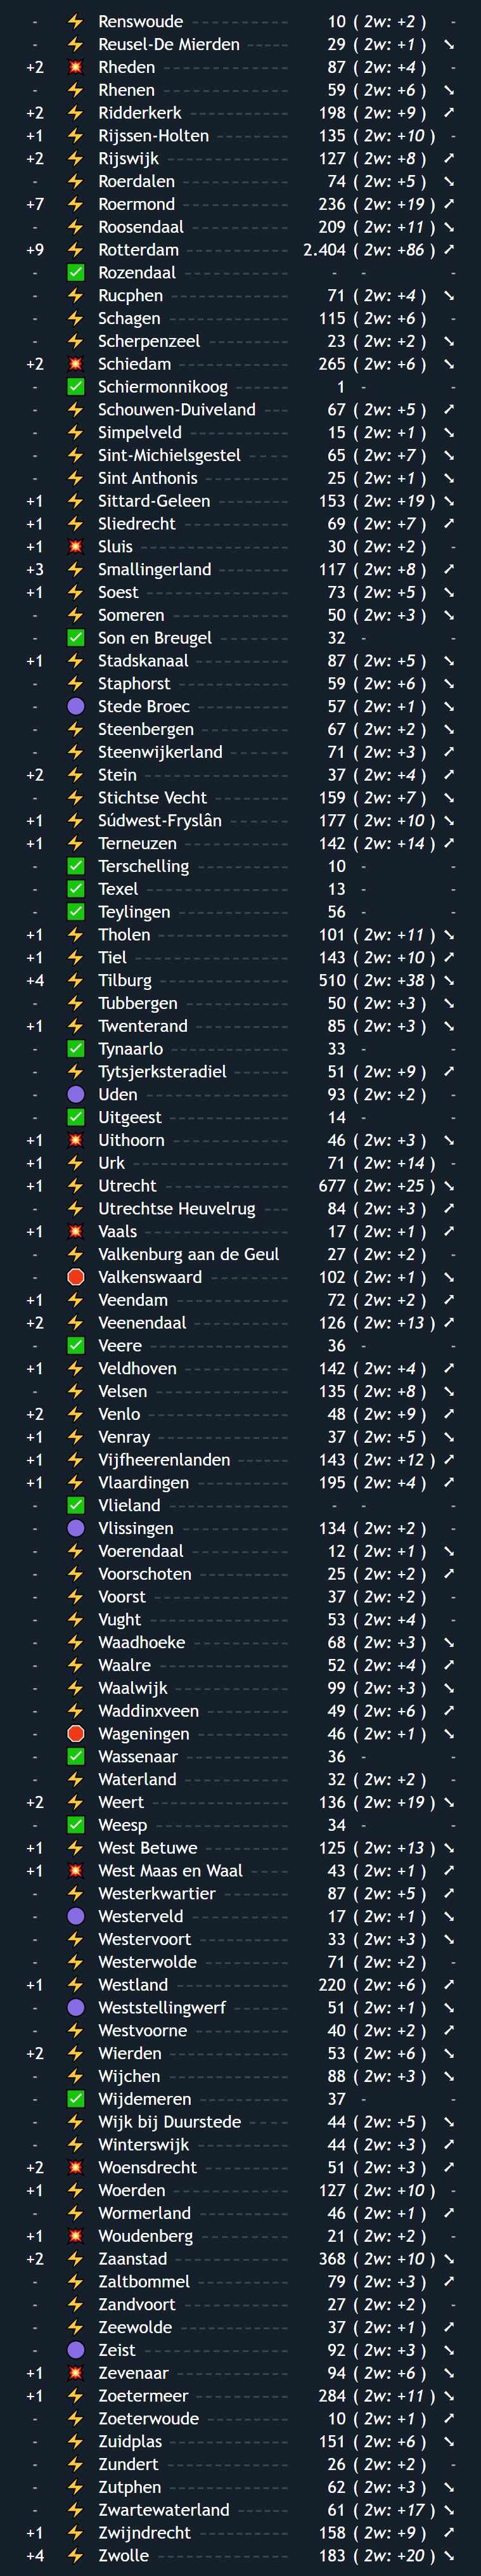 - ⚡ Renswoude 10 ( 2w: +2 ) -
- ⚡ Reusel-De Mierden 29 ( 2w: +1 ) ➘
+2 💥 Rheden 87 ( 2w: +4 ) -
- ⚡ Rhenen 59 ( 2w: +6 ) ➘
+2 ⚡ Ridderkerk 198 ( 2w: +9 ) ➚
+1 ⚡ Rijssen-Holten 135 ( 2w: +10 ) -
+2 ⚡ Rijswijk 127 ( 2w: +8 ) ➚
- ⚡ Roerdalen 74 ( 2w: +5 ) ➘
+7 ⚡ Roermond 236 ( 2w: +19 ) ➚
- ⚡ Roosendaal 209 ( 2w: +11 ) ➘
+9 ⚡ Rotterdam 2.404 ( 2w: +86 ) ➚
- ✅ Rozendaal - - -
- ⚡ Rucphen 71 ( 2w: +4 ) ➘
- ⚡ Schagen 115 ( 2w: +6 ) -
- ⚡ Scherpenzeel 23 ( 2w: +2 ) ➘
+2 💥 Schiedam 265 ( 2w: +6 ) ➘
- ✅ Schiermonnikoog 1 - -
- ⚡ Schouwen-Duiveland 67 ( 2w: +5 ) ➚
- ⚡ Simpelveld 15 ( 2w: +1 ) ➘
- ⚡ Sint-Michielsgestel 65 ( 2w: +7 ) ➘
- ⚡ Sint Anthonis 25 ( 2w: +1 ) ➘
+1 ⚡ Sittard-Geleen 153 ( 2w: +19 ) ➘
+1 ⚡ Sliedrecht 69 ( 2w: +7 ) ➚
+1 💥 Sluis 30 ( 2w: +2 ) -
+3 ⚡ Smallingerland 117 ( 2w: +8 ) ➚
+1 ⚡ Soest 73 ( 2w: +5 ) ➘
- ⚡ Someren 50 ( 2w: +3 ) ➘
- ✅ Son en Breugel 32 - -
+1 ⚡ Stadskanaal 87 ( 2w: +5 ) ➘
- ⚡ Staphorst 59 ( 2w: +6 ) ➘
- 🟣 Stede Broec 57 ( 2w: +1 ) ➘
- ⚡ Steenbergen 67 ( 2w: +2 ) ➘
- ⚡ Steenwijkerland 71 ( 2w: +3 ) ➚
+2 ⚡ Stein 37 ( 2w: +4 ) ➚
- ⚡ Stichtse Vecht 159 ( 2w: +7 ) ➘
+1 ⚡ Súdwest-Fryslân 177 ( 2w: +10 ) ➘
+1 ⚡ Terneuzen 142 ( 2w: +14 ) ➚
- ✅ Terschelling 10 - -
- ✅ Texel 13 - -
- ✅ Teylingen 56 - -
+1 ⚡ Tholen 101 ( 2w: +11 ) ➘
+1 ⚡ Tiel 143 ( 2w: +10 ) ➚
+4 ⚡ Tilburg 510 ( 2w: +38 ) ➘
- ⚡ Tubbergen 50 ( 2w: +3 ) ➘
+1 ⚡ Twenterand 85 ( 2w: +3 ) ➘
- ✅ Tynaarlo 33 - -
- ⚡ Tytsjerksteradiel 51 ( 2w: +9 ) ➚
- 🟣 Uden 93 ( 2w: +2 ) -
- ✅ Uitgeest 14 - -
+1 💥 Uithoorn 46 ( 2w: +3 ) ➘
+1 ⚡ Urk 71 ( 2w: +14 ) -
+1 ⚡ Utrecht 677 ( 2w: +25 ) ➘
- ⚡ Utrechtse Heuvelrug 84 ( 2w: +3 ) ➚
+1 💥 Vaals 17 ( 2w: +1 ) ➚
- ⚡ Valkenburg aan de Geul 27 ( 2w: +2 ) -
- 🛑 Valkenswaard 102 ( 2w: +1 ) ➘
+1 ⚡ Veendam 72 ( 2w: +2 ) ➚
+2 ⚡ Veenendaal 126 ( 2w: +13 ) ➚
- ✅ Veere 36 - -
+1 ⚡ Veldhoven 142 ( 2w: +4 ) ➚
- ⚡ Velsen 135 ( 2w: +8 ) ➘
+2 ⚡ Venlo 48 ( 2w: +9 ) ➚
+1 ⚡ Venray 37 ( 2w: +5 ) ➘
+1 ⚡ Vijfheerenlanden 143 ( 2w: +12 ) ➚
+1 ⚡ Vlaardingen 195 ( 2w: +4 ) ➚
- ✅ Vlieland - - -
- 🟣 Vlissingen 134 ( 2w: +2 ) -
- ⚡ Voerendaal 12 ( 2w: +1 ) ➘
- ⚡ Voorschoten 25 ( 2w: +2 ) ➚
- ⚡ Voorst 37 ( 2w: +2 ) -
- ⚡ Vught 53 ( 2w: +4 ) -
- ⚡ Waadhoeke 68 ( 2w: +3 ) ➘
- ⚡ Waalre 52 ( 2w: +4 ) ➚
- ⚡ Waalwijk 99 ( 2w: +3 ) ➘
- ⚡ Waddinxveen 49 ( 2w: +6 ) ➚
- 🛑 Wageningen 46 ( 2w: +1 ) ➘
- ✅ Wassenaar 36 - -
- ⚡ Waterland 32 ( 2w: +2 ) -
+2 ⚡ Weert 136 ( 2w: +19 ) ➘
- ✅ Weesp 34 - -
+1 ⚡ West Betuwe 125 ( 2w: +13 ) ➘
+1 💥 West Maas en Waal 43 ( 2w: +1 ) ➚
- ⚡ Westerkwartier 87 ( 2w: +5 ) ➚
- 🟣 Westerveld 17 ( 2w: +1 ) ➘
- ⚡ Westervoort 33 ( 2w: +3 ) ➘
- ⚡ Westerwolde 71 ( 2w: +2 ) -
+1 ⚡ Westland 220 ( 2w: +6 ) ➚
- 🟣 Weststellingwerf 51 ( 2w: +1 ) ➘
- ⚡ Westvoorne 40 ( 2w: +2 ) ➚
+2 ⚡ Wierden 53 ( 2w: +6 ) ➘
- ⚡ Wijchen 88 ( 2w: +3 ) ➘
- ✅ Wijdemeren 37 - -
- ⚡ Wijk bij Duurstede 44 ( 2w: +5 ) ➘
- ⚡ Winterswijk 44 ( 2w: +3 ) ➚
+2 💥 Woensdrecht 51 ( 2w: +3 ) ➚
+1 ⚡ Woerden 127 ( 2w: +10 ) -
- ⚡ Wormerland 46 ( 2w: +1 ) ➚
+1 💥 Woudenberg 21 ( 2w: +2 ) -
+2 ⚡ Zaanstad 368 ( 2w: +10 ) ➘
- ⚡ Zaltbommel 79 ( 2w: +3 ) ➚
- ⚡ Zandvoort 27 ( 2w: +2 ) -
- ⚡ Zeewolde 37 ( 2w: +1 ) ➚
- 🟣 Zeist 92 ( 2w: +3 ) ➘
+1 💥 Zevenaar 94 ( 2w: +6 ) ➘
+1 ⚡ Zoetermeer 284 ( 2w: +11 ) ➘
- ⚡ Zoeterwoude 10 ( 2w: +1 ) ➚
- ⚡ Zuidplas 151 ( 2w: +6 ) ➘
- ⚡ Zundert 26 ( 2w: +2 ) -
- ⚡ Zutphen 62 ( 2w: +3 ) ➘
- ⚡ Zwartewaterland 61 ( 2w: +17 ) ➘
+1 ⚡ Zwijndrecht 158 ( 2w: +9 ) ➚
+4 ⚡ Zwolle 183 ( 2w: +20 ) ➘